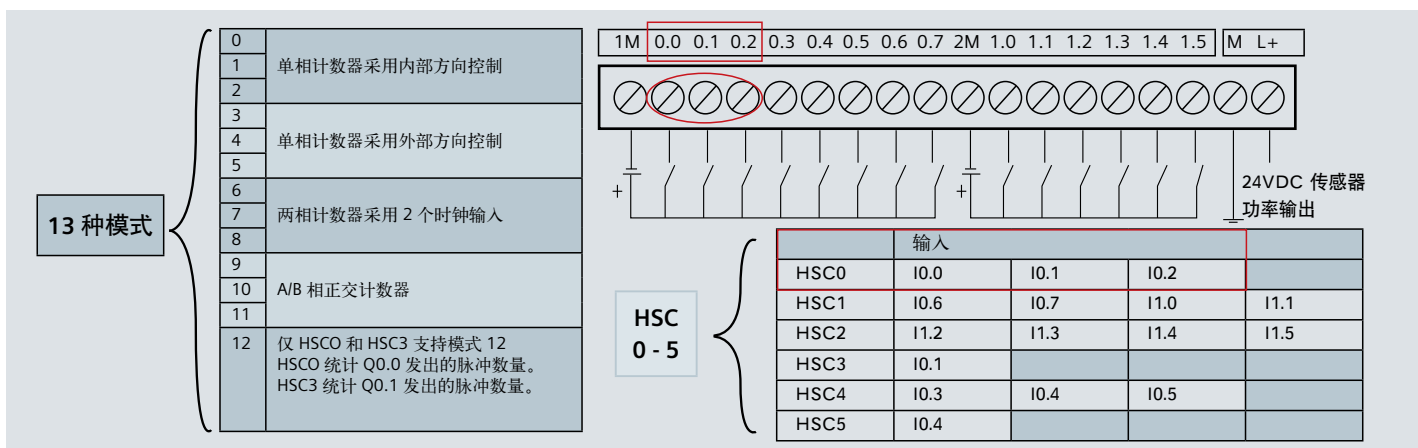 13 种模式
0
1
2
单相计数器采用内部方向控制
3
4
5
单相计数器采用外部方向控制
6
7
8
两相计数器采用 2 个时钟输入
9
10
11
A/B 相正交计数器
12
仅 HSCO 和 HSC3 支持模式 12
HSCO 统计 Q0.0 发出的脉冲数量。
HSC3 统计 Q0.1 发出的脉冲数量。
1M 0.0 0.1 0.2 0.3 0.4 0.5 0.6 0.7 2M 1.0 1.1 1.2 1.3 1.4 1.5 M L+
+ +
24VDC 传感器
功率输出
HSC
0 - 5
输入
HSC0 I0.0 I0.1 I0.2
HSC1 I0.6 I0.7 I1.0 I1.1
HSC2 I1.2 I1.3 I1.4 I1.5
HSC3 I0.1
HSC4 I0.3 I0.4 I0.5
HSC5 I0.4